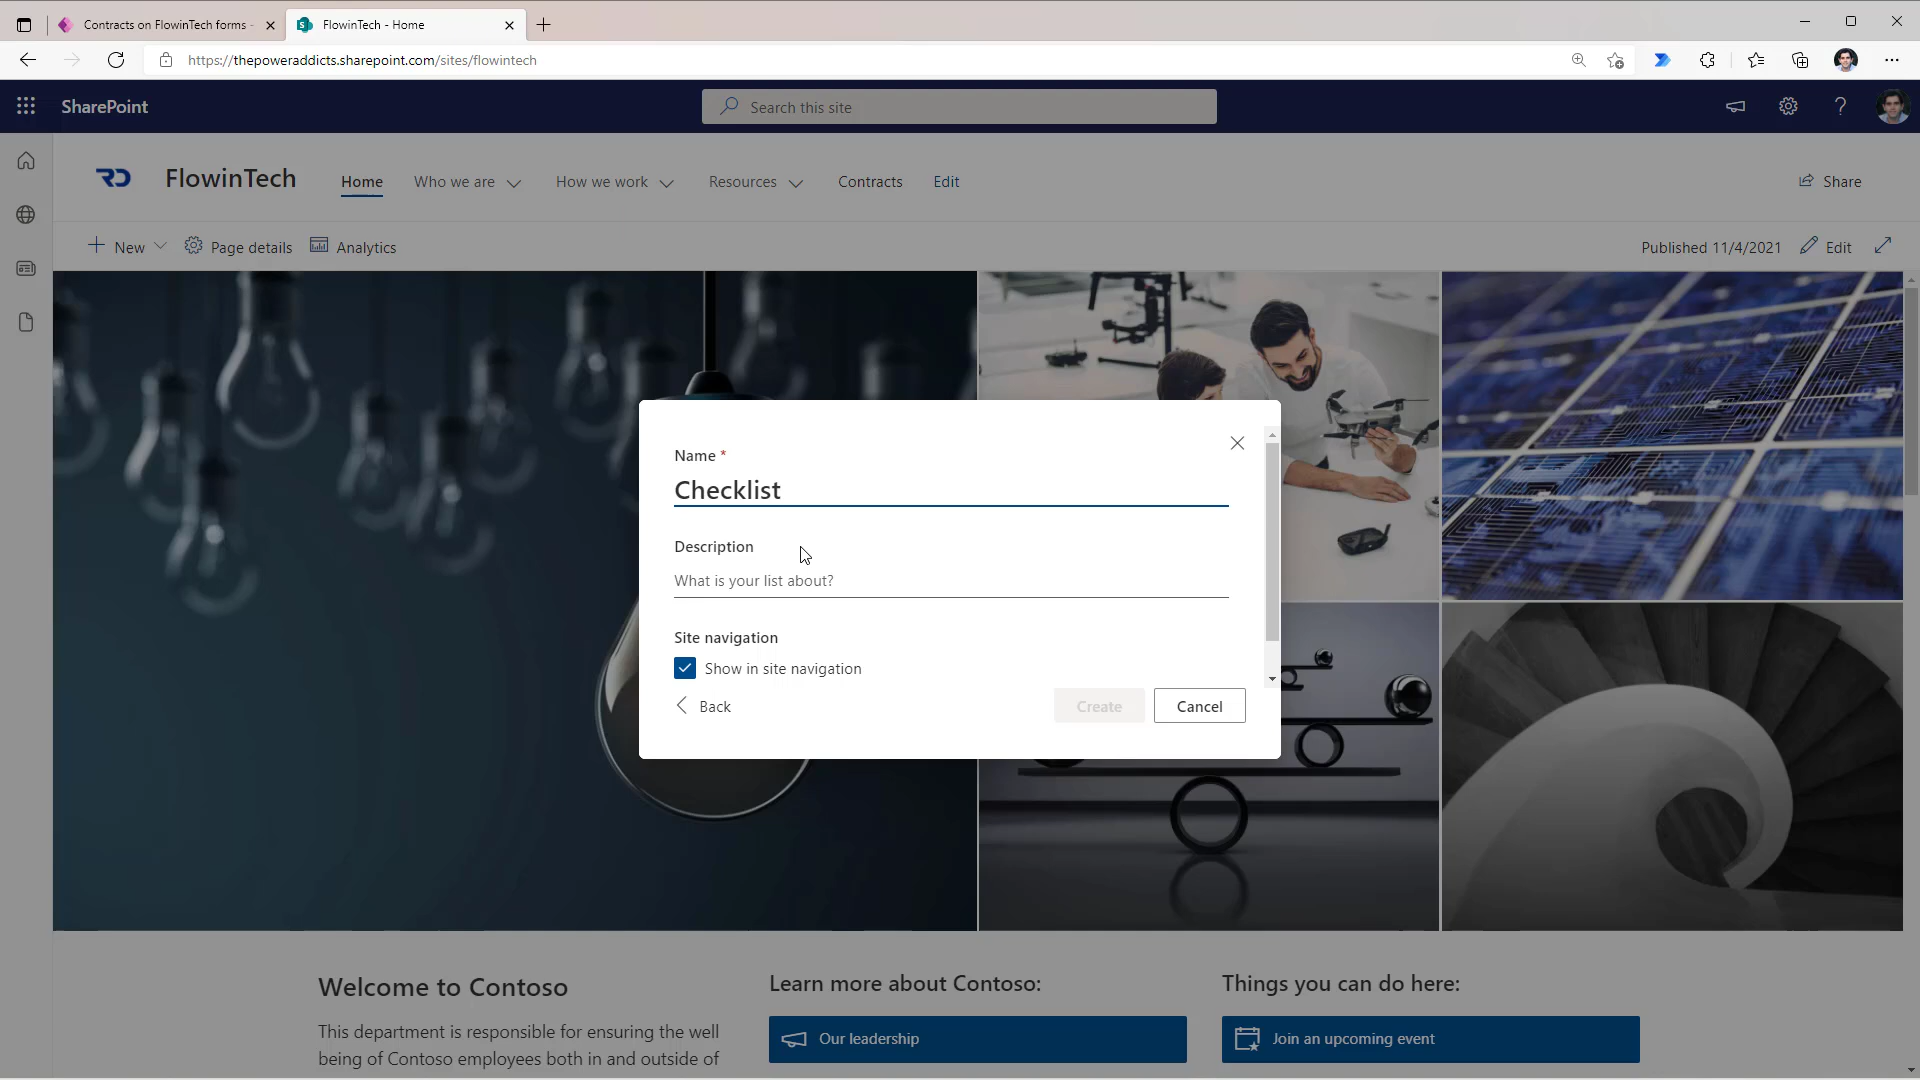 Contracts on FlowinTech forms -
FlowinTech - Home
https://thepoweraddicts.sharepoint.com/sites/flowintech
SharePoint
Search this site
RD
FlowinTech
Home
Who we are
How we work
Resources
Contracts
Edit
Share
New
Page details
Analytics
Published 11/4/2021
Edit
Name *
Checklist
Description
What is your list about?
Site navigation
Show in site navigation
Back
Create
Cancel
Welcome to Contoso
This department is responsible for ensuring the well
being of Contoso employees both in and outside of
Learn more about Contoso:
Our leadership
Things you can do here:
Join an upcoming event